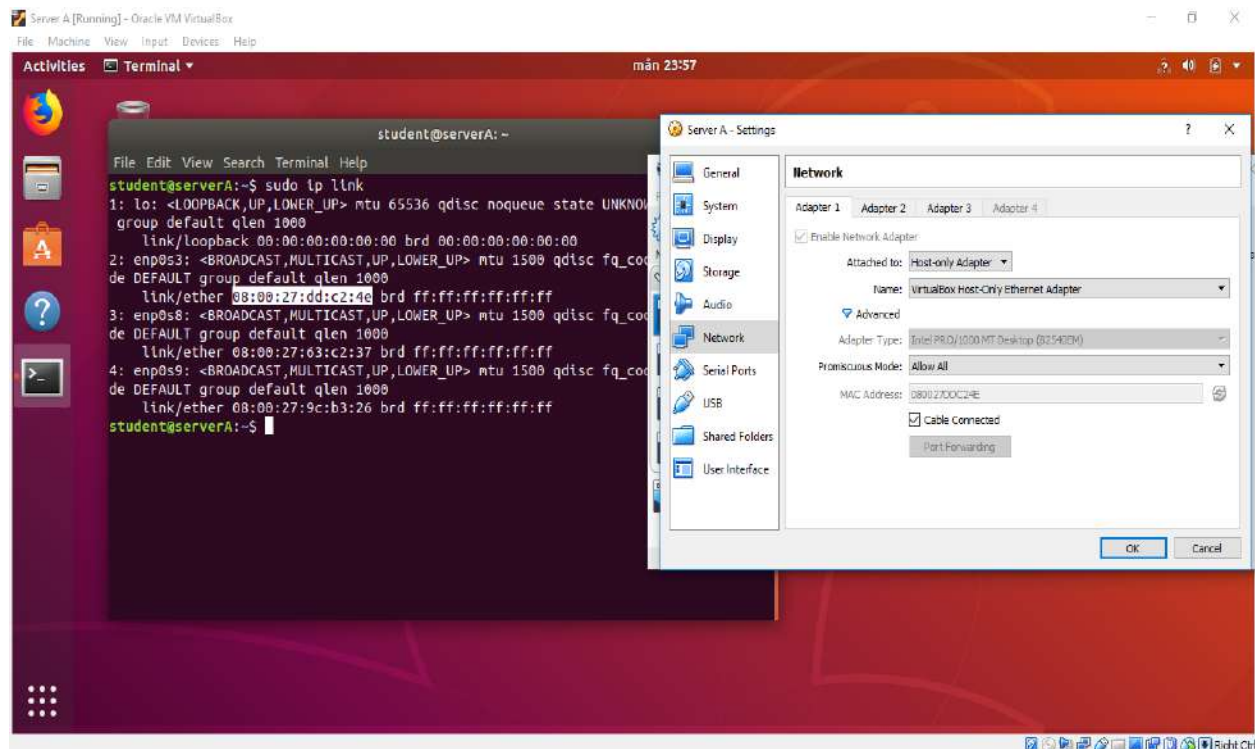 Server A [Running] - Oracle VM VirtualBox
File Machine View Input Devices Help
Activities Terminal mån 23:57
student@serverA: ~
File Edit View Search Terminal Help
student@serverA:~$ sudo ip link
1: lo: <LOOPBACK,UP,LOWER_UP> mtu 65536 qdisc noqueue state UNKNOW
group default qlen 1000
link/loopback 00:00:00:00:00:00 brd 00:00:00:00:00:00
2: enp0s3: <BROADCAST,MULTICAST,UP,LOWER_UP> mtu 1500 qdisc fq_cod
de DEFAULT group default qlen 1000
link/ether 08:00:27:dd:c2:4e brd ff:ff:ff:ff:ff:ff
3: enp0s8: <BROADCAST,MULTICAST,UP,LOWER_UP> mtu 1500 qdisc fq_cod
de DEFAULT group default qlen 1000
link/ether 08:00:27:63:c2:37 brd ff:ff:ff:ff:ff:ff
4: enp0s9: <BROADCAST,MULTICAST,UP,LOWER_UP> mtu 1500 qdisc fq_cod
de DEFAULT group default qlen 1000
link/ether 08:00:27:9c:b3:26 brd ff:ff:ff:ff:ff:ff
student@serverA:~$
Server A - Settings
General
System
Display
Storage
Audio
Network
Serial Ports
USB
Shared Folders
User Interface
Network
Adapter 1 Adapter 2 Adapter 3 Adapter 4
Enable Network Adapter
Attached to: Host-only Adapter
Name: VirtualBox Host-Only Ethernet Adapter
Advanced
Adapter Type: Intel PRO/1000 MT Desktop (82540EM)
Promiscuous Mode: Allow All
MAC Address: 080027DDC24E
Cable Connected
Port Forwarding
OK Cancel
Right Ct